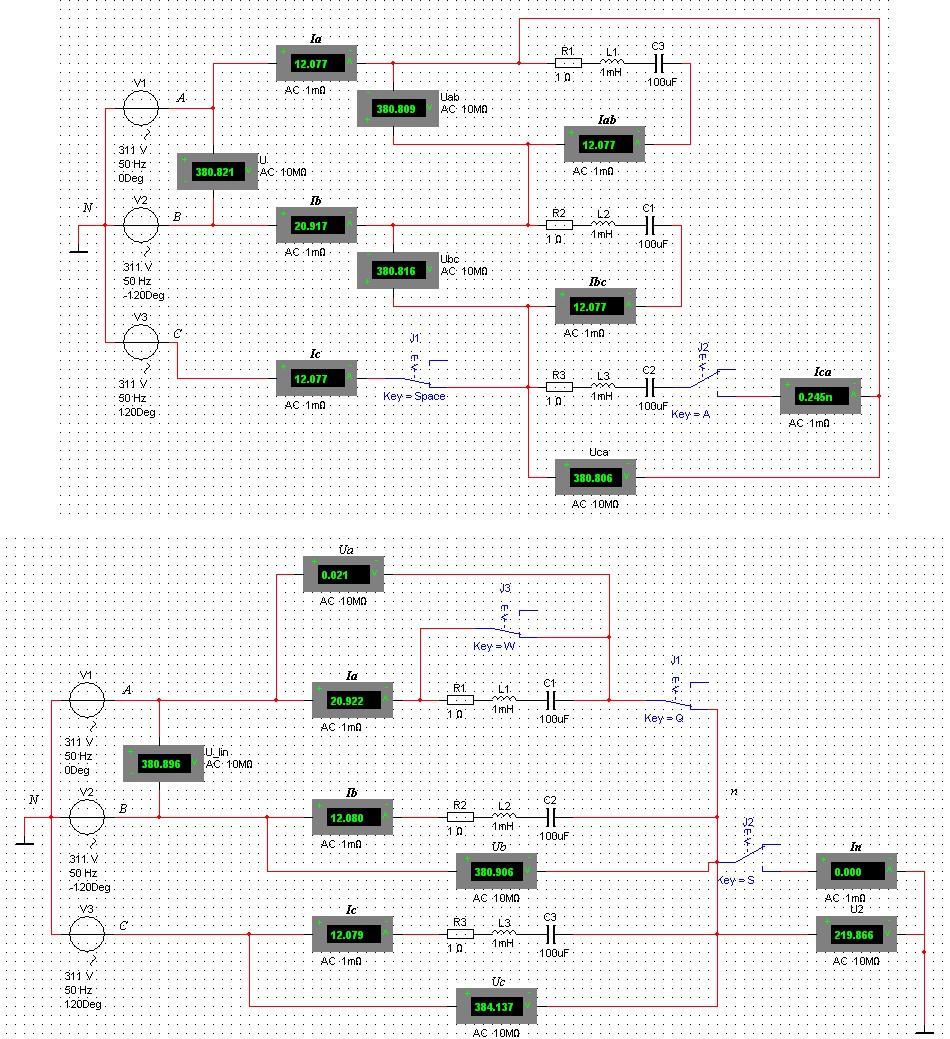 Ia
12.077
AC 1mΩ
R1
L1
C3
1 Ω
1mH
100uF
V1
A
311 V
50 Hz
0Deg
Uab
AC 10MΩ
380.809
Iab
12.077
AC 1mΩ
U
AC 10MΩ
380.821
N
V2
B
311 V
50 Hz
-120Deg
Ib
20.917
AC 1mΩ
R2
L2
C1
1 Ω
1mH
100uF
Ubc
AC 10MΩ
380.816
Ibc
12.077
AC 1mΩ
V3
C
311 V
50 Hz
120Deg
Ic
12.077
AC 1mΩ
J1
Key = Space
R3
L3
C2
1 Ω
1mH
100uF
J2
Key = A
Ica
0.245n
AC 1mΩ
Uca
380.806
AC 10MΩ
Ua
0.021
AC 10MΩ
J3
Key = W
V1
A
311 V
50 Hz
0Deg
Ia
20.922
AC 1mΩ
R1
L1
C1
1 Ω
1mH
100uF
J1
Key = Q
U_lin
AC 10MΩ
380.896
N
V2
B
311 V
50 Hz
-120Deg
Ib
12.080
AC 1mΩ
R2
L2
C2
1 Ω
1mH
100uF
n
Ub
380.906
AC 10MΩ
J2
Key = S
In
0.000
AC 1mΩ
V3
C
311 V
50 Hz
120Deg
Ic
12.079
AC 1mΩ
R3
L3
C3
1 Ω
1mH
100uF
U2
219.866
AC 10MΩ
Uc
384.137
AC 10MΩ